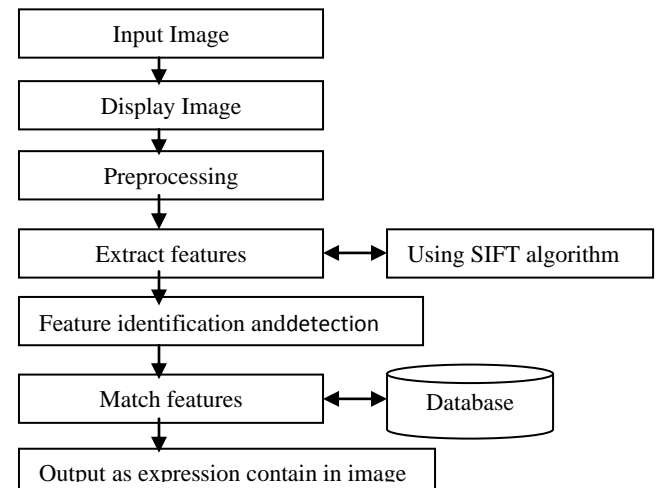 Input Image
Display Image
Preprocessing
Extract features
Using SIFT algorithm
Feature identification anddetection
Match features
Database
Output as expression contain in image